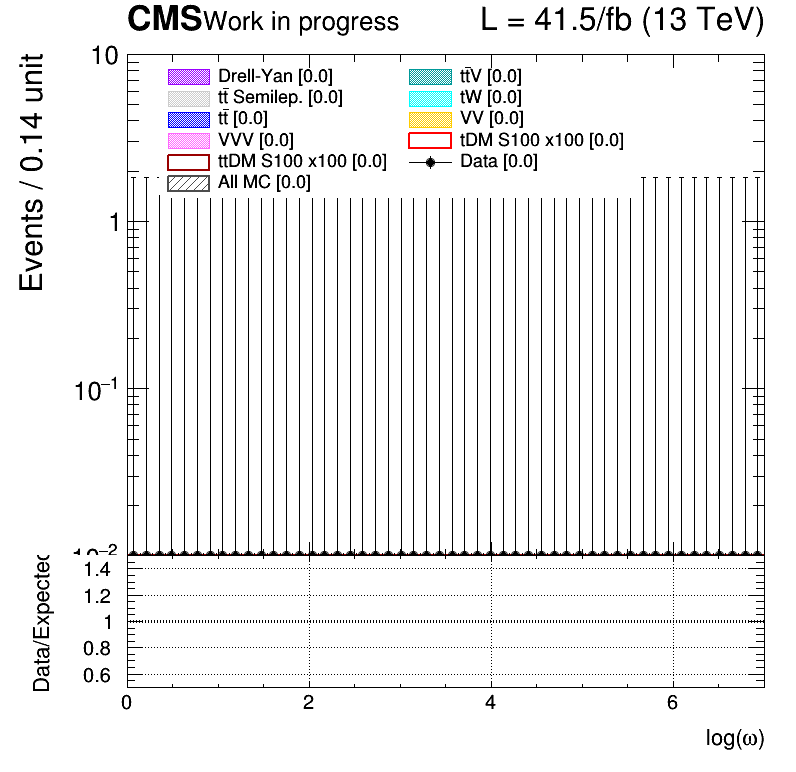 CMS Work in progress L = 41.5/fb (13 TeV)
Events / 0.14 unit
10
1
10⁻¹
10⁻²
Drell-Yan [0.0]
tt̄ Semilep. [0.0]
tt̄ [0.0]
VVV [0.0]
ttDM S100 x100 [0.0]
All MC [0.0]
tt̄V [0.0]
tW [0.0]
VV [0.0]
tDM S100 x100 [0.0]
Data [0.0]
Data/Expected
1.4
1.2
1
0.8
0.6
0 2 4 6
log(ω)